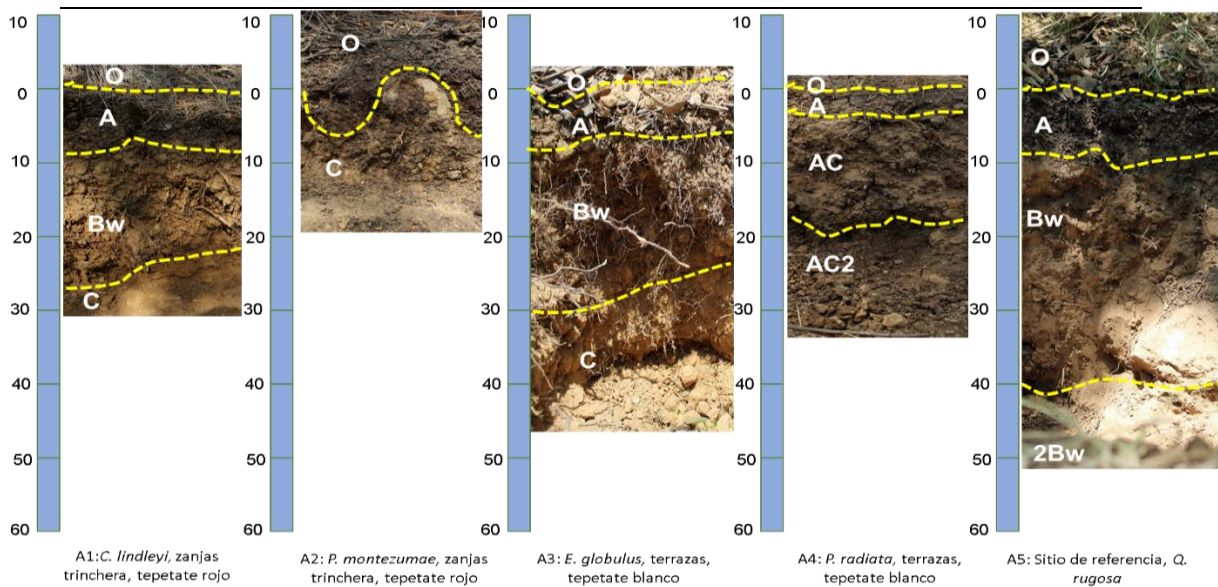 10
0
10
20
30
40
50
60
O
A
Bw
C
A1:C. lindleyi, zanjas
trinchera, tepetate rojo
10
0
10
20
30
40
50
60
O
C
A2: P. montezumae, zanjas
trinchera, tepetate rojo
10
0
10
20
30
40
50
60
O
A
Bw
C
A3: E. globulus, terrazas,
tepetate blanco
10
0
10
20
30
40
50
60
O
A
AC
AC2
A4: P. radiata, terrazas,
tepetate blanco
10
0
10
20
30
40
50
60
O
A
Bw
2Bw
A5: Sitio de referencia, Q.
rugosa